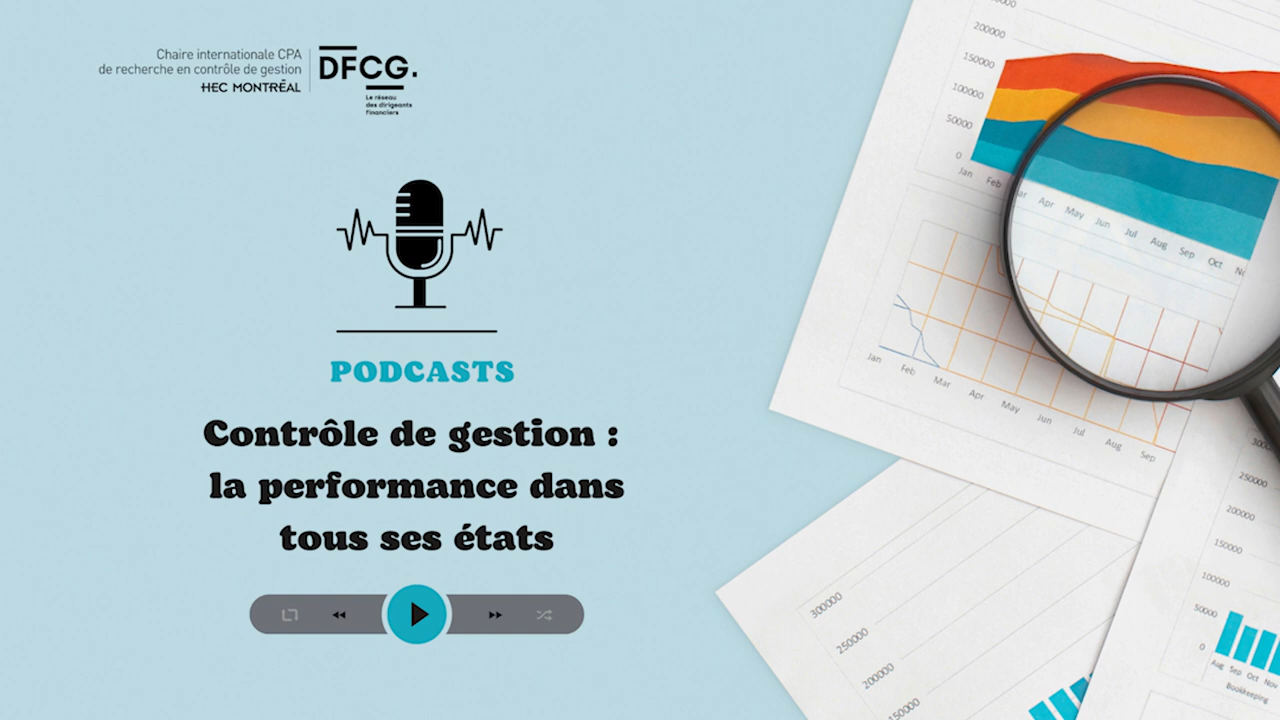 Chaire internationale CPA
de recherche en contrôle de gestion
HEC MONTRÉAL
DFCG.
Le réseau
des dirigeants
financiers
PODCASTS
Contrôle de gestion :
la performance dans
tous ses états
200000
150000
100000
50000
0
Jan
Feb
Apr
May
Jun
Jul
Aug
Sep
Oct
Jan
Feb
Mar
Apr
May
Jun
Jul
Aug
Sep
300000
250000
200000
150000
200000
150000
100000
50000
0
Aug
Sep
Oct
Nov
Bookkeeping